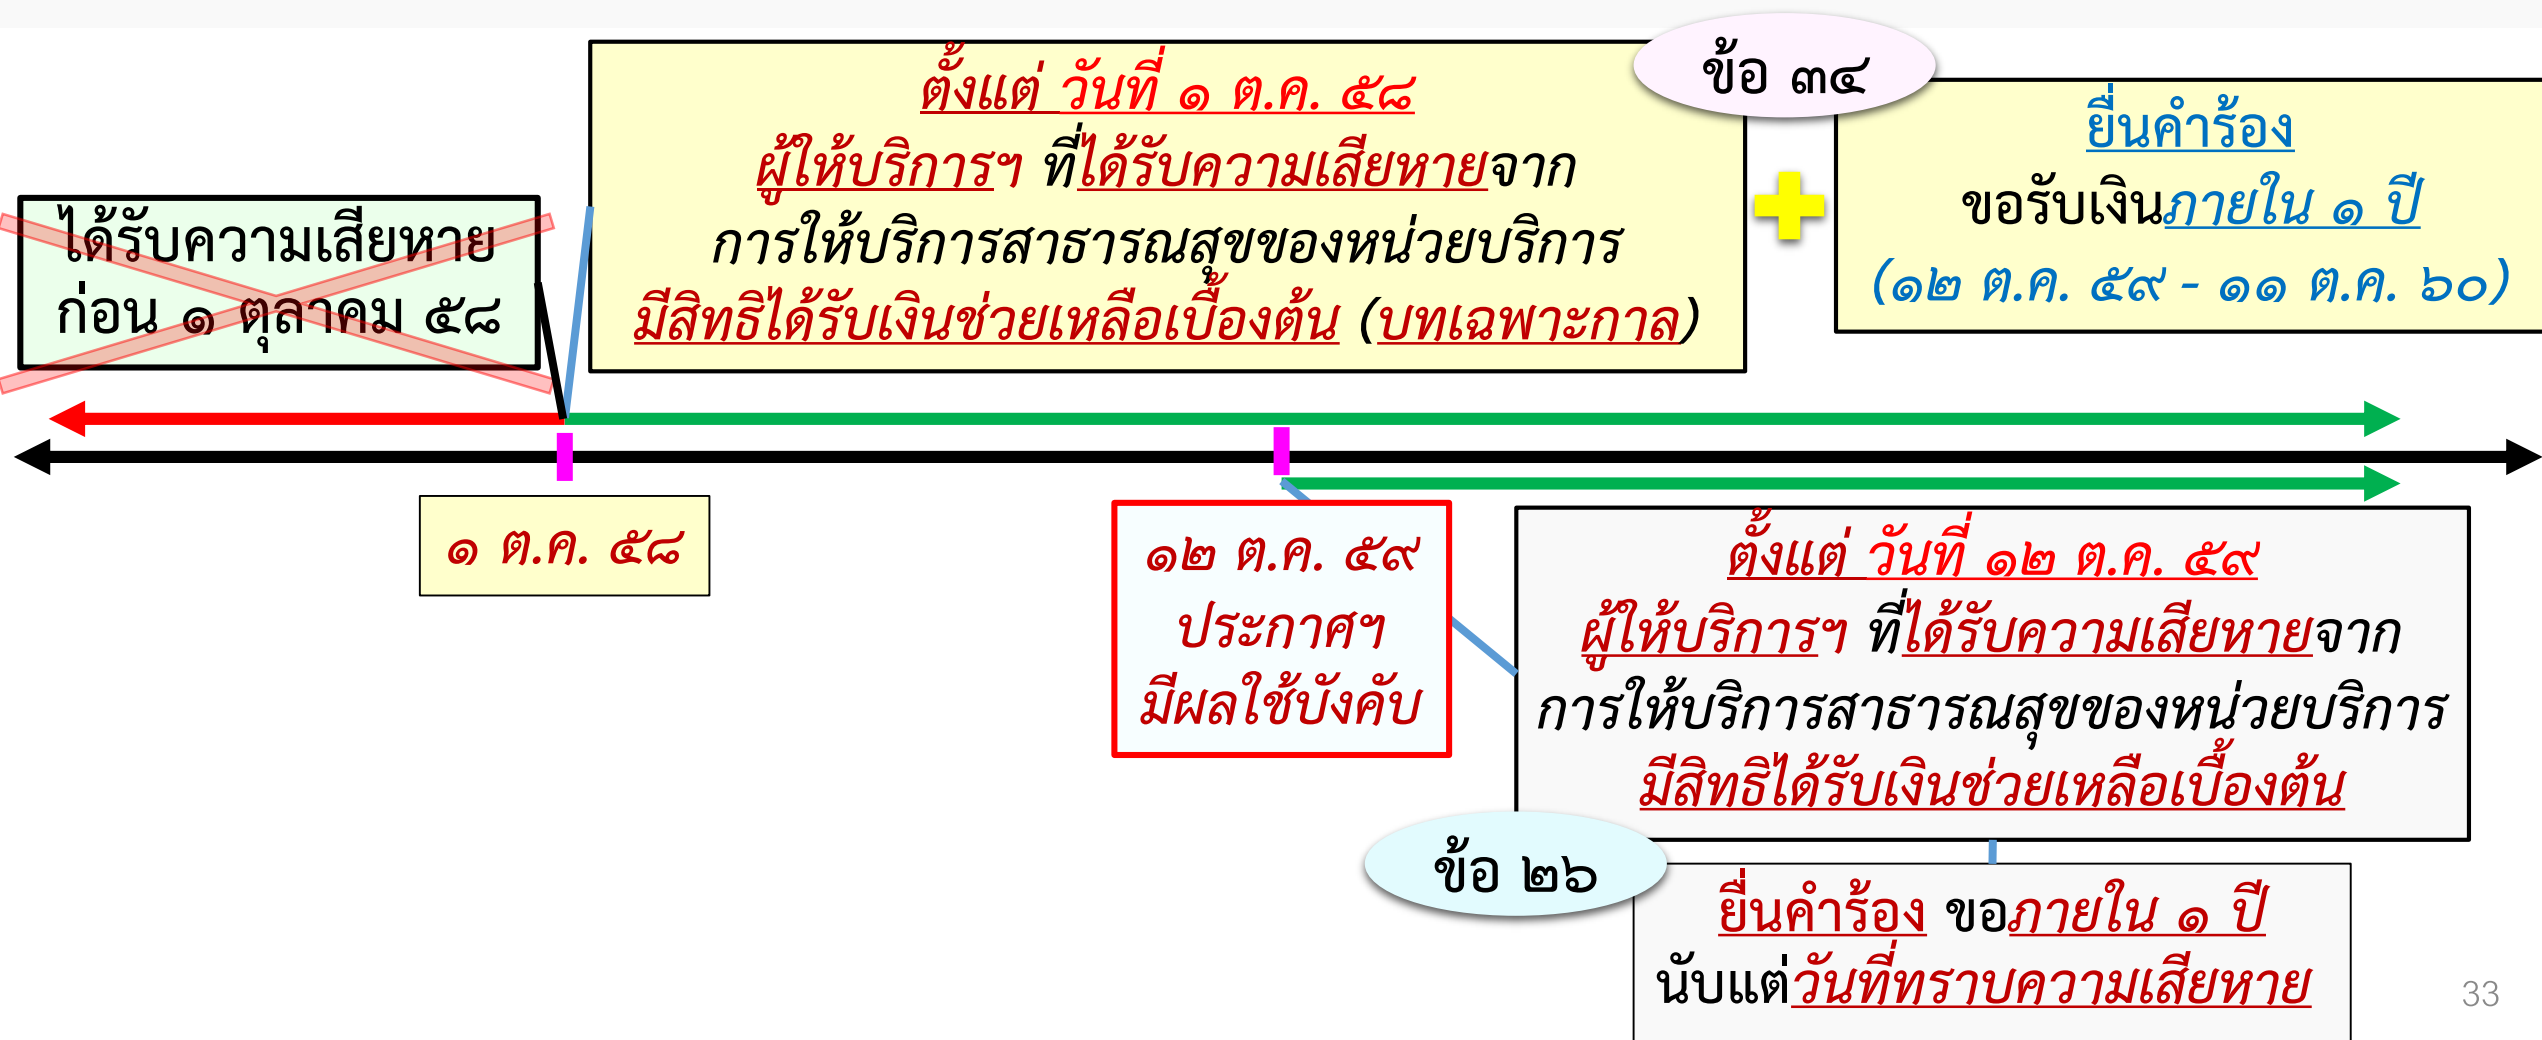 ข้อ ๓๔
ตั้งแต่ วันที่ ๑ ต.ค. ๕๘
ผู้ให้บริการฯ ที่ได้รับความเสียหายจาก
การให้บริการสาธารณสุขของหน่วยบริการ
มีสิทธิได้รับเงินช่วยเหลือเบื้องต้น (บทเฉพาะกาล)
ยื่นคำร้อง
ขอรับเงินภายใน ๑ ปี
(๑๒ ต.ค. ๕๙ - ๑๑ ต.ค. ๖๐)
ได้รับความเสียหาย
ก่อน ๑ ตุลาคม ๕๘
๑ ต.ค. ๕๘
๑๒ ต.ค. ๕๙
ประกาศฯ
มีผลใช้บังคับ
ตั้งแต่ วันที่ ๑๒ ต.ค. ๕๙
ผู้ให้บริการฯ ที่ได้รับความเสียหายจาก
การให้บริการสาธารณสุขของหน่วยบริการ
มีสิทธิได้รับเงินช่วยเหลือเบื้องต้น
ข้อ ๒๖
ยื่นคำร้อง ขอภายใน ๑ ปี
นับแต่วันที่ทราบความเสียหาย
33